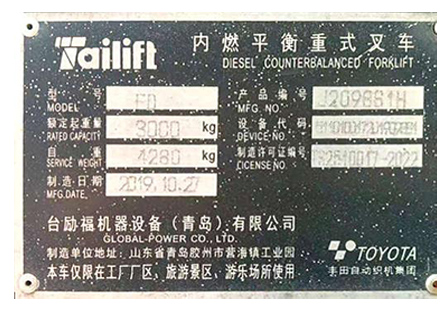 Tailift 内燃平衡重式叉车
DIESEL COUNTERBALANCED FORKLIFT
型号 FD 产品编号 J209861H
MODEL MFG.NO.
额定起重量 3000 kg 设备代码
RATED CAPACITY DEVICE-NO.
自重 4280 kg 制造许可证编号
SERVICE WEIGHT LICENSE NO.
制造日期 2019.10.27
MFG.DATE.
台励福机器设备(青岛)有限公司
GLOBAL-POWER CO., LTD.
制造单位地址:山东省青岛胶州市营海镇工业园 TOYOTA
本车仅限在工厂厂区、旅游景区、游乐场所使用 丰田自动织机集团